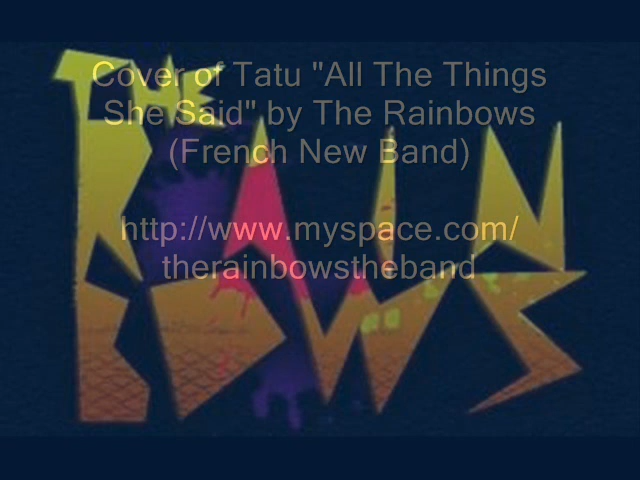 Cover of Tatu "All The Things
She Said" by The Rainbows
(French New Band)
http://www.myspace.com/
therainbowstheband
THE
RAIN
BOWS